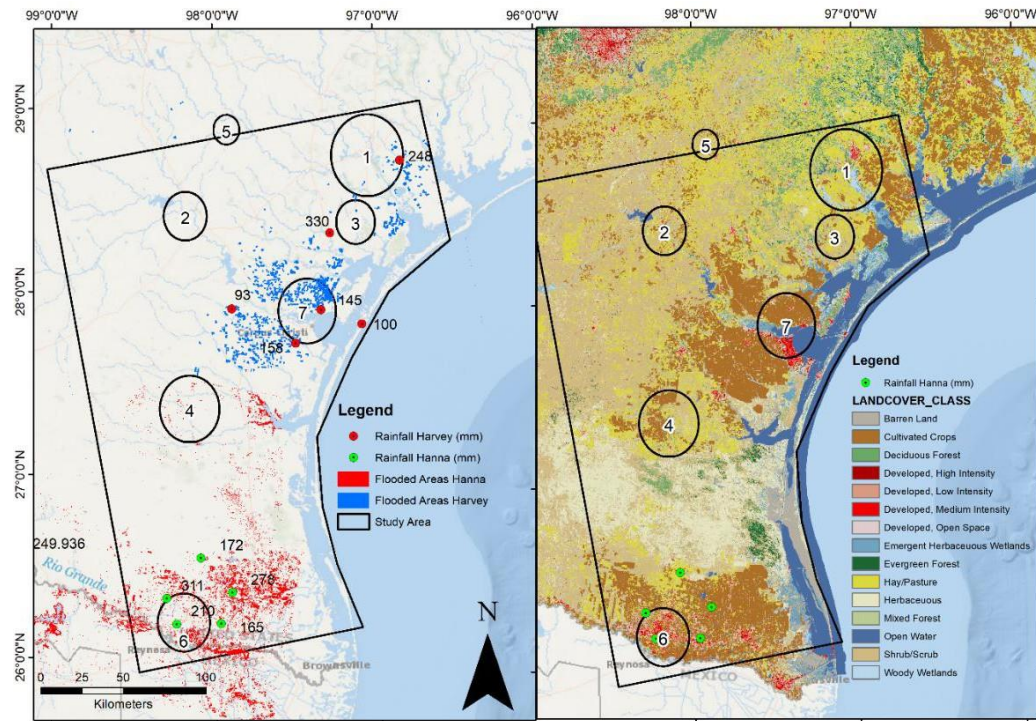 99°0'0"W
98°0'0"W
97°0'0"W
29°0'0"N
28°0'0"N
27°0'0"N
26°0'0"N
5
1
248
2
3
330
93
7
145
100
158
4
Legend
Rainfall Harvey (mm)
Rainfall Hanna (mm)
Flooded Areas Hanna
Flooded Areas Harvey
Study Area
249.936
172
Rio Grande
311
278
210
165
6
Reynosa
Brownsville
N
0 50 100
Kilometers
98°0'0"W
97°0'0"W
96°0'0"W
5
1
2
3
7
4
6
Reynosa
MEXICO
Legend
Rainfall Hanna (mm)
LANDCOVER_CLASS
Barren Land
Cultivated Crops
Deciduous Forest
Developed, High Intensity
Developed, Low Intensity
Developed, Medium Intensity
Developed, Open Space
Emergent Herbaceous Wetlands
Evergreen Forest
Hay/Pasture
Herbaceuous
Mixed Forest
Open Water
Shrub/Scrub
Woody Wetlands